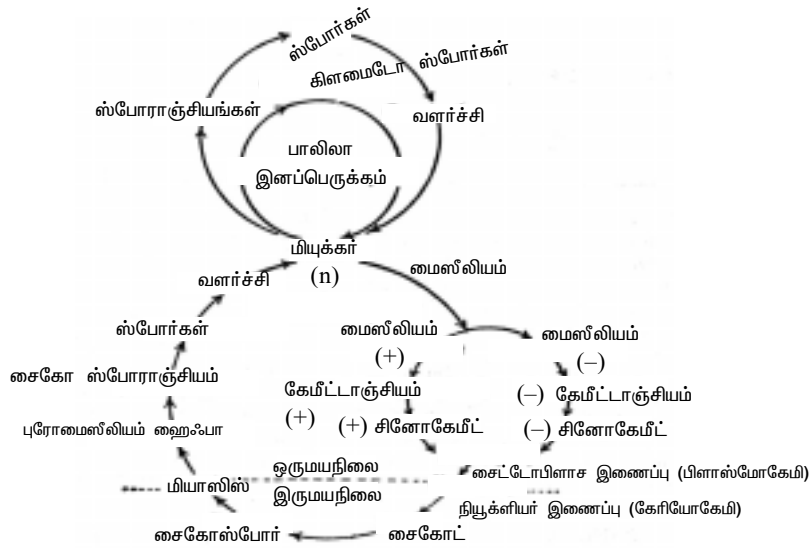 ஸ்போர்கள்
கிளமைடோ ஸ்போர்கள்
ஸ்போராஞ்சியங்கள்
வளர்ச்சி
பாலிலா
இனப்பெருக்கம்
மியுக்கர்
(n)
மைஸீலியம்
வளர்ச்சி
ஸ்போர்கள்
மைஸீலியம்
(+)
மைஸீலியம்
(–)
சைகோ ஸ்போராஞ்சியம்
கேமீட்டாஞ்சியம்
(+)
(–) கேமீட்டாஞ்சியம்
புரோமைஸீலியம் ஹைஃபா
(+) சினோகேமீட்
(–) சினோகேமீட்
ஒருமயநிலை
சைட்டோபிளாச இணைப்பு (பிளாஸ்மோகேமி)
மியாஸிஸ்
இருமயநிலை
நியூக்ளியர் இணைப்பு (கேரியோகேமி)
சைகோஸ்போர்
சைகோட்